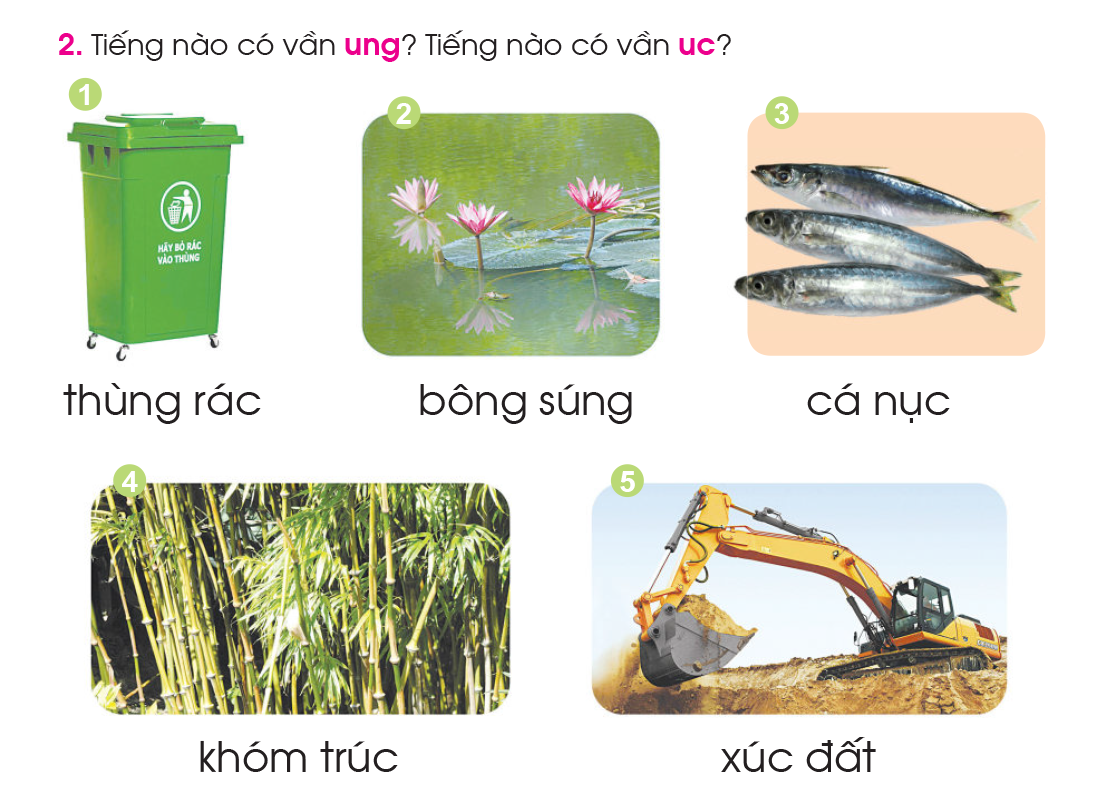 2. Tiếng nào có vần ung? Tiếng nào có vần uc?
1
2
3
HÃY BỎ RÁC
VÀO THÙNG
thùng rác
bông súng
cá nục
4
5
khóm trúc
xúc đất